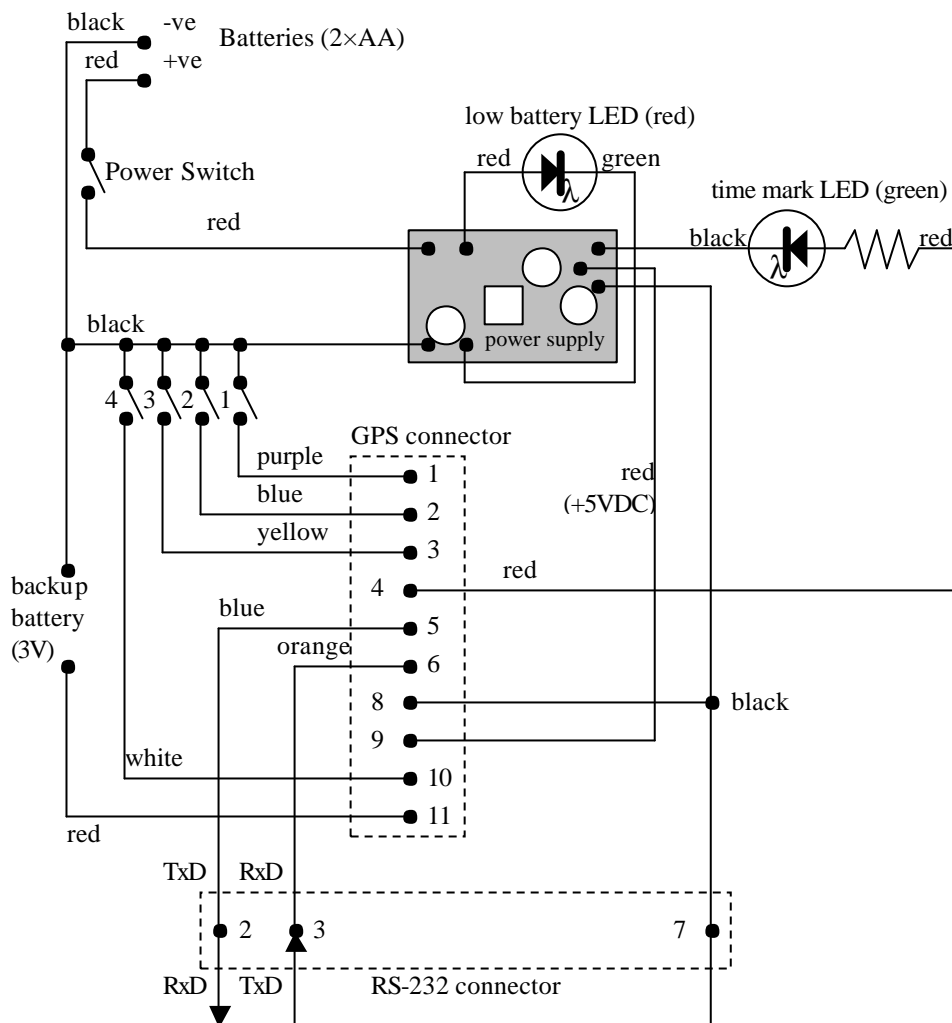 black -ve Batteries (2×AA)
red +ve
low battery LED (red)
red green
Power Switch
time mark LED (green)
red
black red
λ
λ
black
power supply
4 3 2 1
GPS connector
purple 1
red
blue 2
(+5VDC)
yellow 3
4 red
backup
blue 5
battery
orange 6
(3V)
8 black
9
white 10
11
red
TxD RxD
2 3 7
RxD TxD RS-232 connector